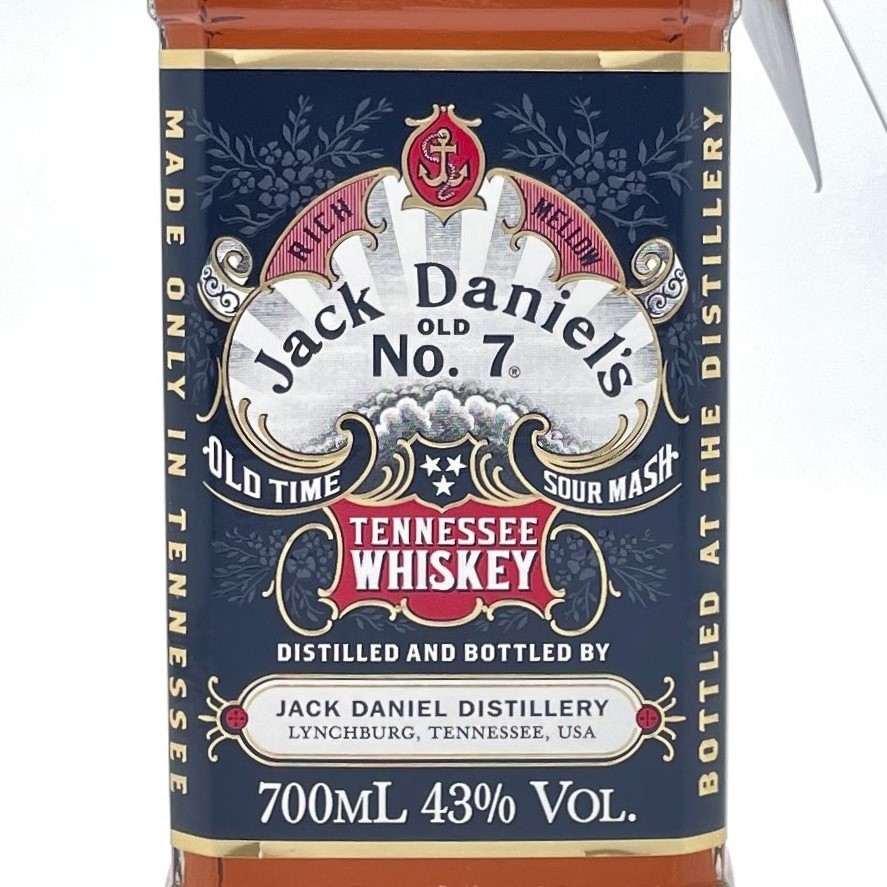 MADE ONLY IN TENNESSEE
RICH
MELLOW
Jack Daniel's
OLD
No. 7®
OLD TIME
SOUR MASH
TENNESSEE
WHISKEY
DISTILLED AND BOTTLED BY
JACK DANIEL DISTILLERY
LYNCHBURG, TENNESSEE, USA
700ML 43% VOL.
BOTTLED AT THE DISTILLERY